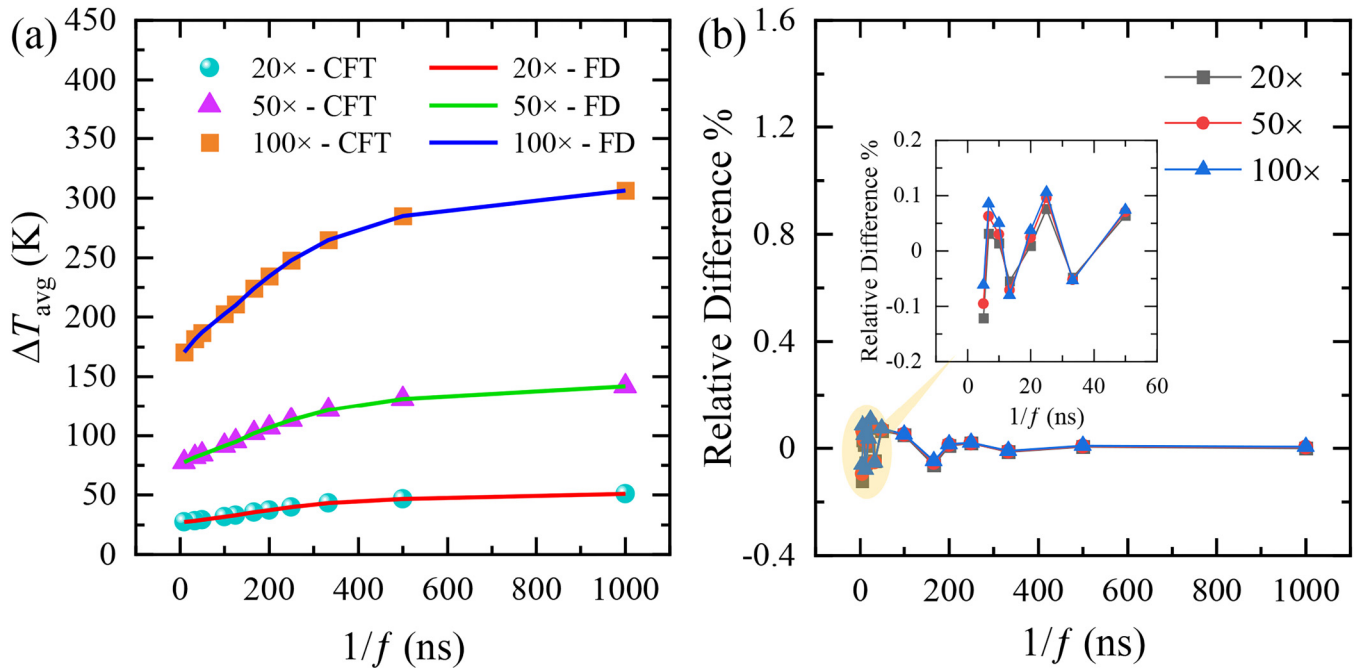 (a)
450
400
350
300
250
200
150
100
50
0
ΔT_avg (K)
20× - CFT
20× - FD
50× - CFT
50× - FD
100× - CFT
100× - FD
0 200 400 600 800 1000
1/f (ns)
(b)
1.6
1.2
0.8
0.4
0
-0.4
Relative Difference %
20×
50×
100×
0.2
0.1
0
-0.1
-0.2
Relative Difference %
0 20 40 60
1/f (ns)
0 200 400 600 800 1000
1/f (ns)